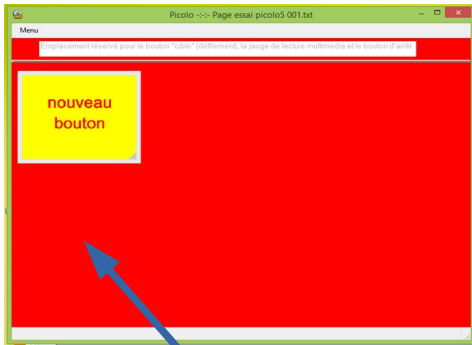 Picolo -:-:- Page essai picolo5 001.txt
Menu
Emplacement réservé pour le bouton "cible" (défilement), la jauge de lecture multimedia et le bouton d'arrêt
nouveau
bouton